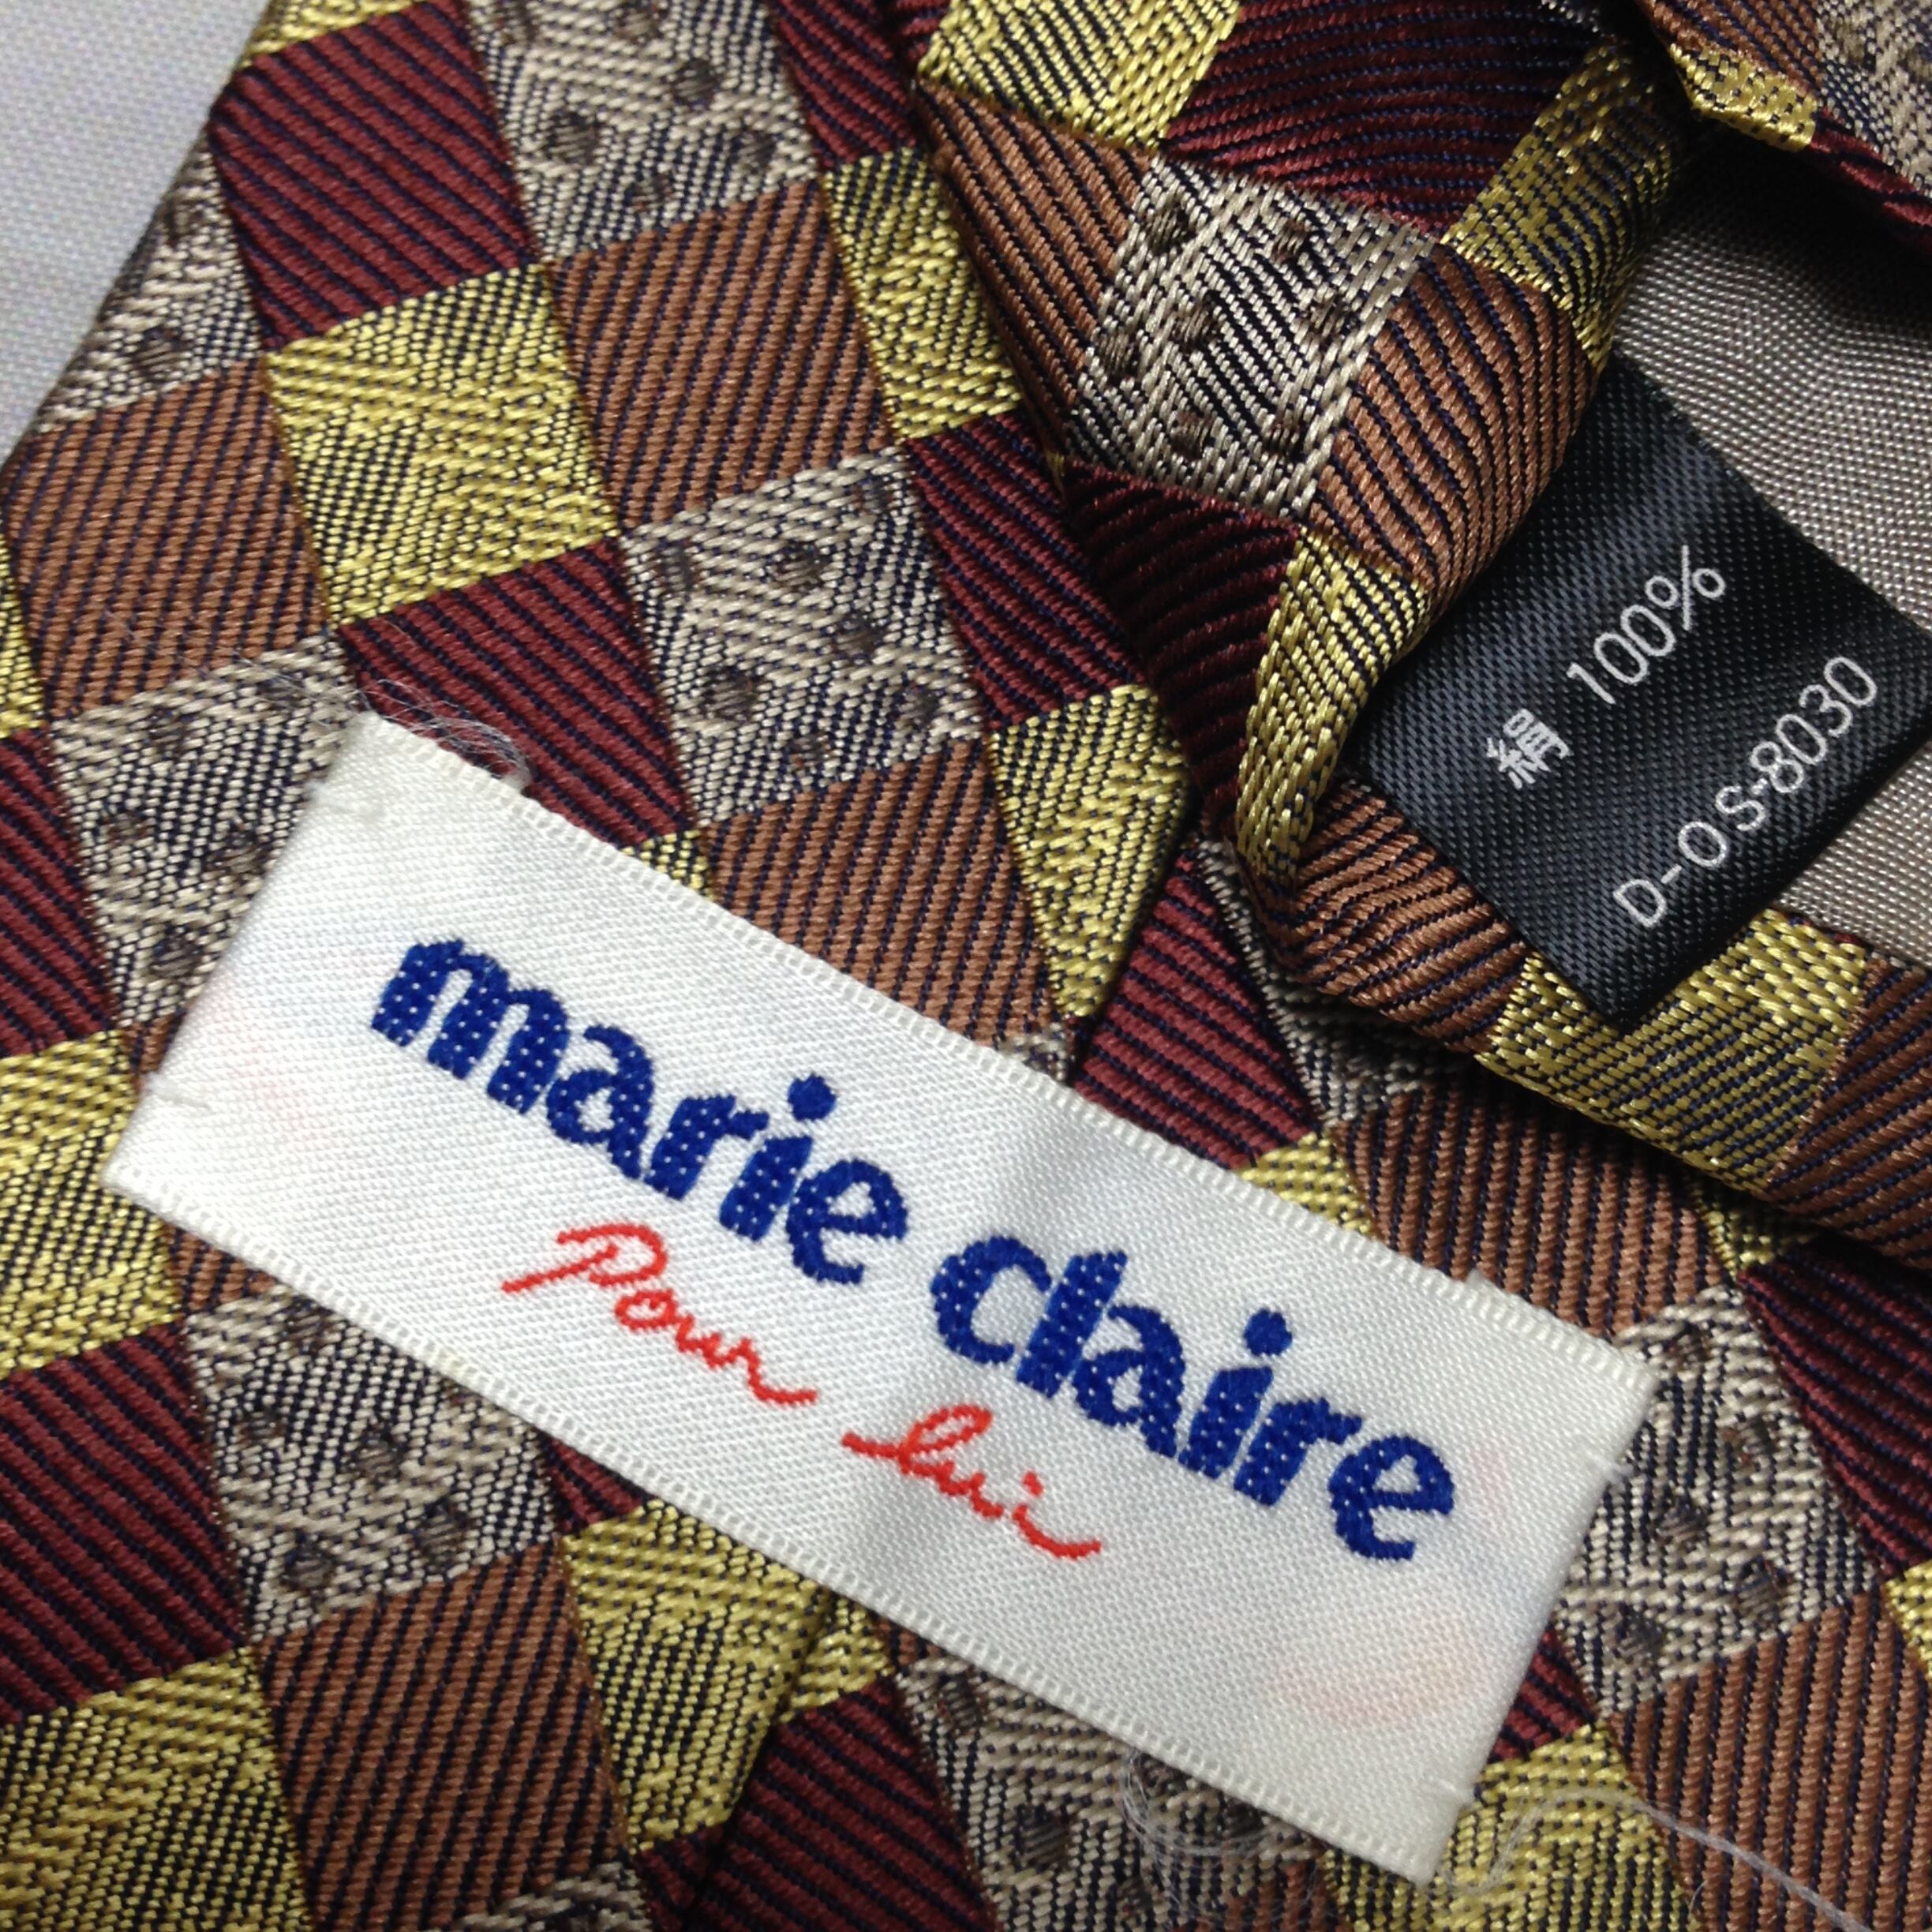 marie claire
Pour lui
絹 100%
D-OS-8030